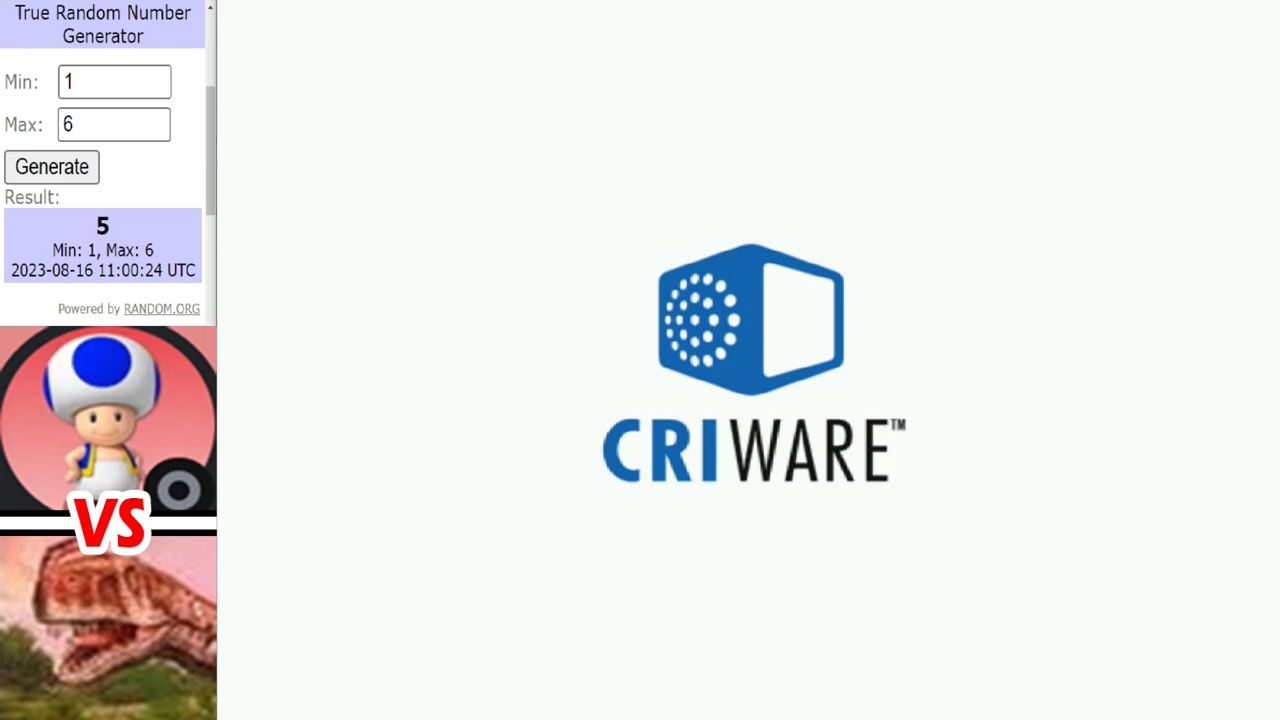 True Random Number
Generator
Min: 1
Max: 6
Generate
Result:
5
Min: 1, Max: 6
2023-08-16 11:00:24 UTC
Powered by RANDOM.ORG
VS
CRIWARE™